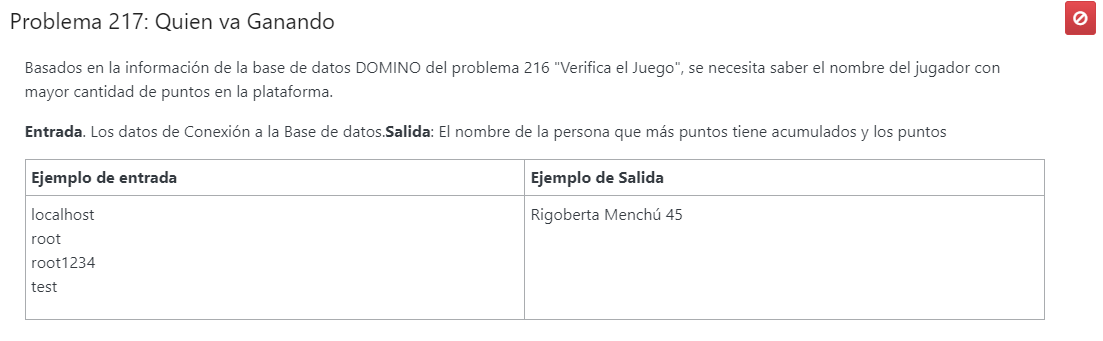 Problema 217: Quien va Ganando
Basados en la información de la base de datos DOMINO del problema 216 "Verifica el Juego", se necesita saber el nombre del jugador con
mayor cantidad de puntos en la plataforma.
Entrada. Los datos de Conexión a la Base de datos.Salida: El nombre de la persona que más puntos tiene acumulados y los puntos
Ejemplo de entrada
Ejemplo de Salida
localhost
root
root1234
test
Rigoberta Menchú 45